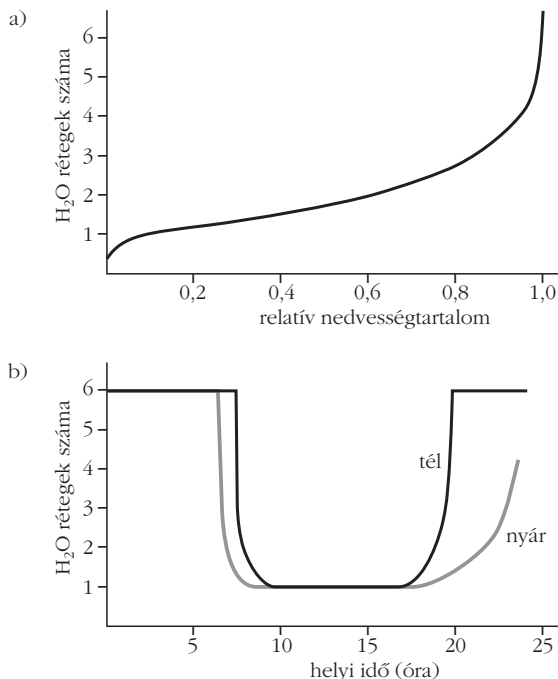 a)
H₂O rétegek száma
6
5
4
3
2
1
0,2 0,4 0,6 0,8 1,0
relatív nedvességtartalom
b)
H₂O rétegek száma
6
5
4
3
2
1
tél
nyár
5 10 15 20 25
helyi idő (óra)